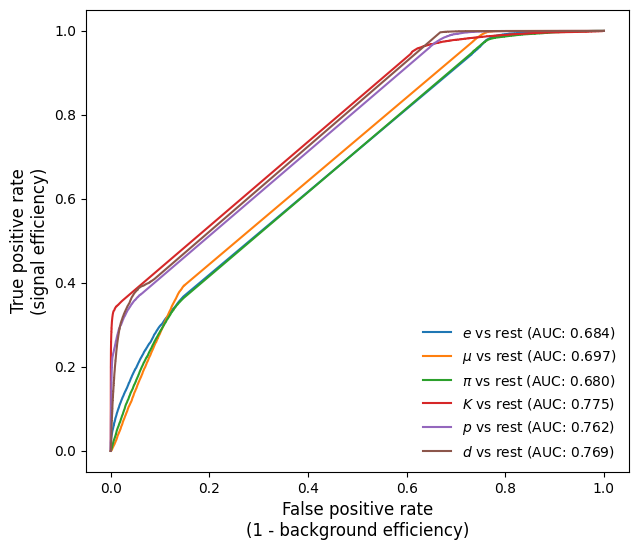 1.0
0.8
0.6
0.4
0.2
0.0
True positive rate
(signal efficiency)
e vs rest (AUC: 0.684)
μ vs rest (AUC: 0.697)
π vs rest (AUC: 0.680)
K vs rest (AUC: 0.775)
p vs rest (AUC: 0.762)
d vs rest (AUC: 0.769)
0.0 0.2 0.4 0.6 0.8 1.0
False positive rate
(1 - background efficiency)